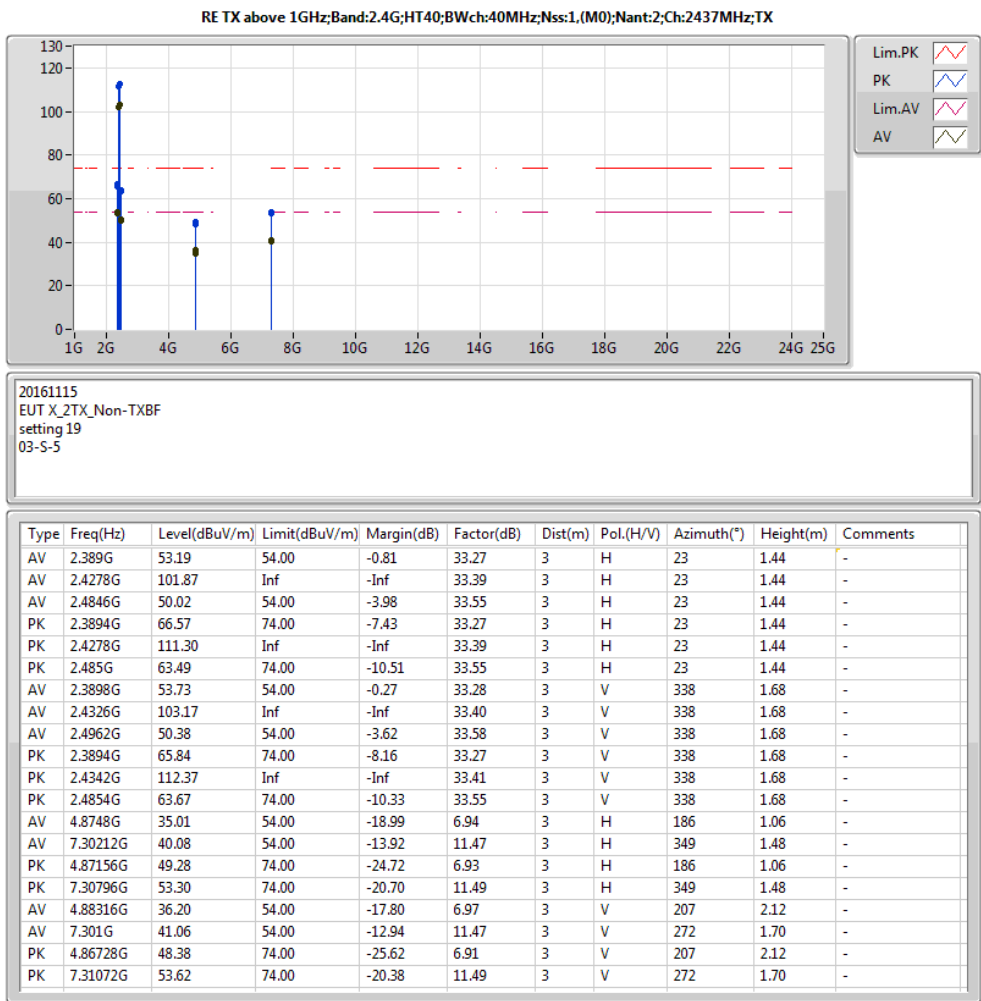 RE TX above 1GHz;Band:2.4G;HT40;BWch:40MHz;Nss:1,(M0);Nant:2;Ch:2437MHz;TX
130
120
100
80
60
40
20
0
1G 2G 4G 6G 8G 10G 12G 14G 16G 18G 20G 22G 24G 25G
Lim.PK
PK
Lim.AV
AV
20161115
EUT X_2TX_Non-TXBF
setting 19
03-S-5
Type Freq(Hz) Level(dBuV/m) Limit(dBuV/m) Margin(dB) Factor(dB) Dist(m) Pol.(H/V) Azimuth(°) Height(m) Comments
AV 2.389G 53.19 54.00 -0.81 33.27 3 H 23 1.44 -
AV 2.4278G 101.87 Inf -Inf 33.39 3 H 23 1.44 -
AV 2.4846G 50.02 54.00 -3.98 33.55 3 H 23 1.44 -
PK 2.3894G 66.57 74.00 -7.43 33.27 3 H 23 1.44 -
PK 2.4278G 111.30 Inf -Inf 33.39 3 H 23 1.44 -
PK 2.485G 63.49 74.00 -10.51 33.55 3 H 23 1.44 -
AV 2.3898G 53.73 54.00 -0.27 33.28 3 V 338 1.68 -
AV 2.4326G 103.17 Inf -Inf 33.40 3 V 338 1.68 -
AV 2.4962G 50.38 54.00 -3.62 33.58 3 V 338 1.68 -
PK 2.3894G 65.84 74.00 -8.16 33.27 3 V 338 1.68 -
PK 2.4342G 112.37 Inf -Inf 33.41 3 V 338 1.68 -
PK 2.4854G 63.67 74.00 -10.33 33.55 3 V 338 1.68 -
AV 4.8748G 35.01 54.00 -18.99 6.94 3 H 186 1.06 -
AV 7.30212G 40.08 54.00 -13.92 11.47 3 H 349 1.48 -
PK 4.87156G 49.28 74.00 -24.72 6.93 3 H 186 1.06 -
PK 7.30796G 53.30 74.00 -20.70 11.49 3 H 349 1.48 -
AV 4.88316G 36.20 54.00 -17.80 6.97 3 V 207 2.12 -
AV 7.301G 41.06 54.00 -12.94 11.47 3 V 272 1.70 -
PK 4.86728G 48.38 74.00 -25.62 6.91 3 V 207 2.12 -
PK 7.31072G 53.62 74.00 -20.38 11.49 3 V 272 1.70 -